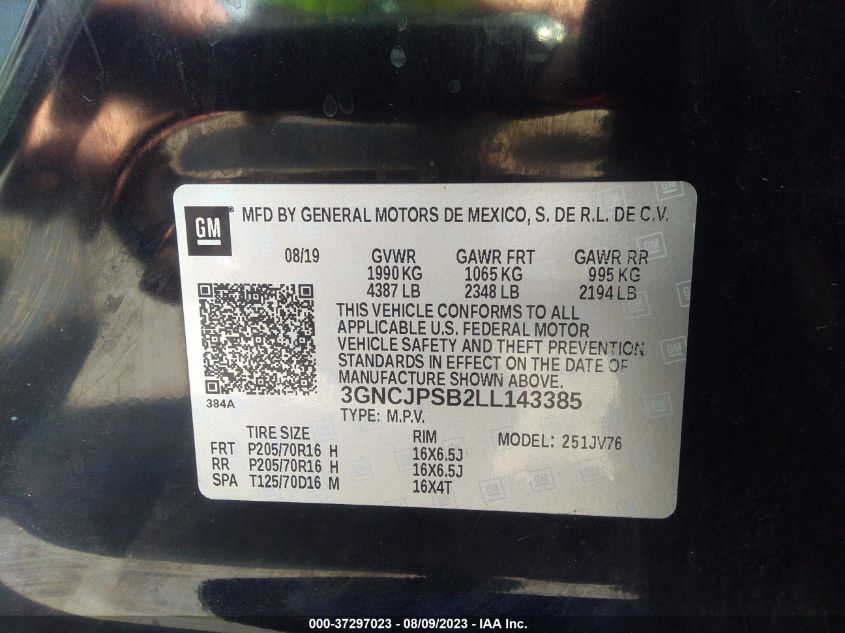 GM® MFD BY GENERAL MOTORS DE MEXICO, S. DE R.L. DE C.V.
08/19 GVWR GAWR FRT GAWR RR
1990 KG 1065 KG 995 KG
4387 LB 2348 LB 2194 LB
THIS VEHICLE CONFORMS TO ALL
APPLICABLE U.S. FEDERAL MOTOR
VEHICLE SAFETY AND THEFT PREVENTION
STANDARDS IN EFFECT ON THE DATE OF
MANUFACTURE SHOWN ABOVE.
384A 3GNCJPSB2LL143385
TYPE: M.P.V.
TIRE SIZE RIM MODEL: 251JV76
FRT P205/70R16 H 16X6.5J
RR P205/70R16 H 16X6.5J
SPA T125/70D16 M 16X4T
000-37297023 - 08/09/2023 - IAA Inc.